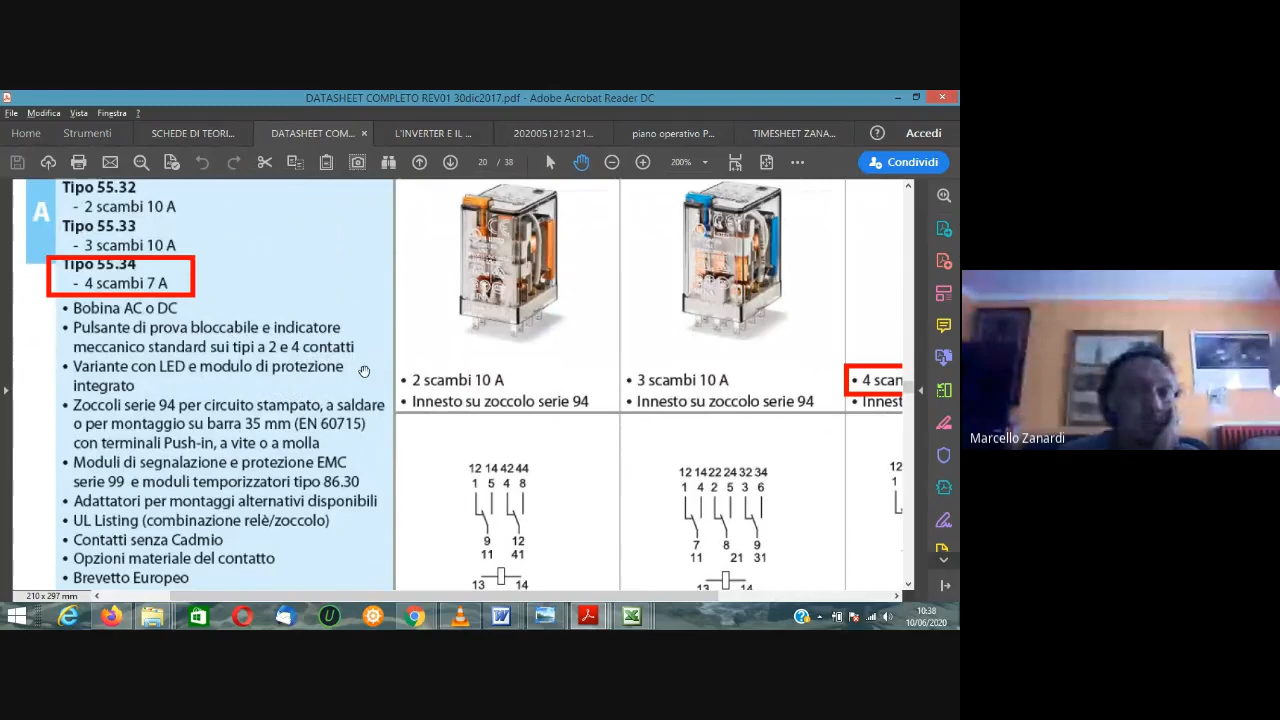 DATASHEET COMPLETO REV01 30dic2017.pdf - Adobe Acrobat Reader DC
File Modifica Vista Finestra ?
Home Strumenti SCHEDE DI TEORI... DATASHEET COM... × L'INVERTER E IL ... 2020051212121... piano operativo P... TIMESHEET ZANA... Accedi
20 / 38 200% Condividi
A
Tipo 55.32
- 2 scambi 10 A
Tipo 55.33
- 3 scambi 10 A
Tipo 55.34
- 4 scambi 7 A
• Bobina AC o DC
• Pulsante di prova bloccabile e indicatore
meccanico standard sui tipi a 2 e 4 contatti
• Variante con LED e modulo di protezione
integrato
• Zoccoli serie 94 per circuito stampato, a saldare
o per montaggio su barra 35 mm (EN 60715)
con terminali Push-in, a vite o a molla
• Moduli di segnalazione e protezione EMC
serie 99 e moduli temporizzatori tipo 86.30
• Adattatori per montaggi alternativi disponibili
• UL Listing (combinazione relè/zoccolo)
• Contatti senza Cadmio
• Opzioni materiale del contatto
• Brevetto Europeo
• 2 scambi 10 A
• Innesto su zoccolo serie 94
12 14 42 44
1 5 4 8
9 12
11 41
13 14
• 3 scambi 10 A
• Innesto su zoccolo serie 94
12 14 22 24 32 34
1 4 2 5 3 6
7 8 9
11 21 31
13 14
• 4 scan
• Innest
12
1
210 x 297 mm
10:38
10/06/2020
Marcello Zanardi